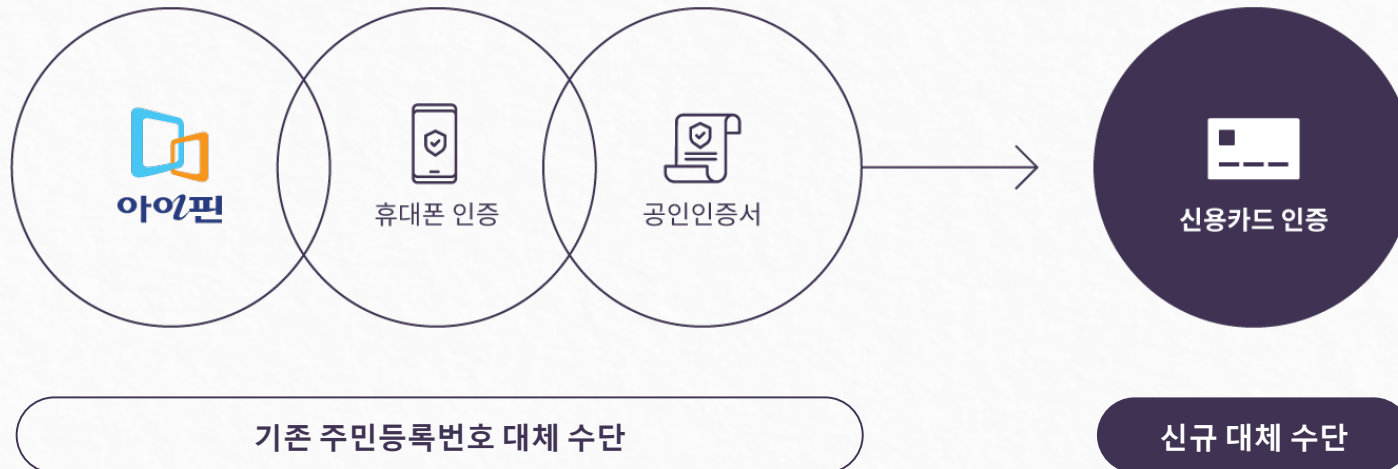 아이핀
휴대폰 인증
공인인증서
신용카드 인증
기존 주민등록번호 대체 수단
신규 대체 수단